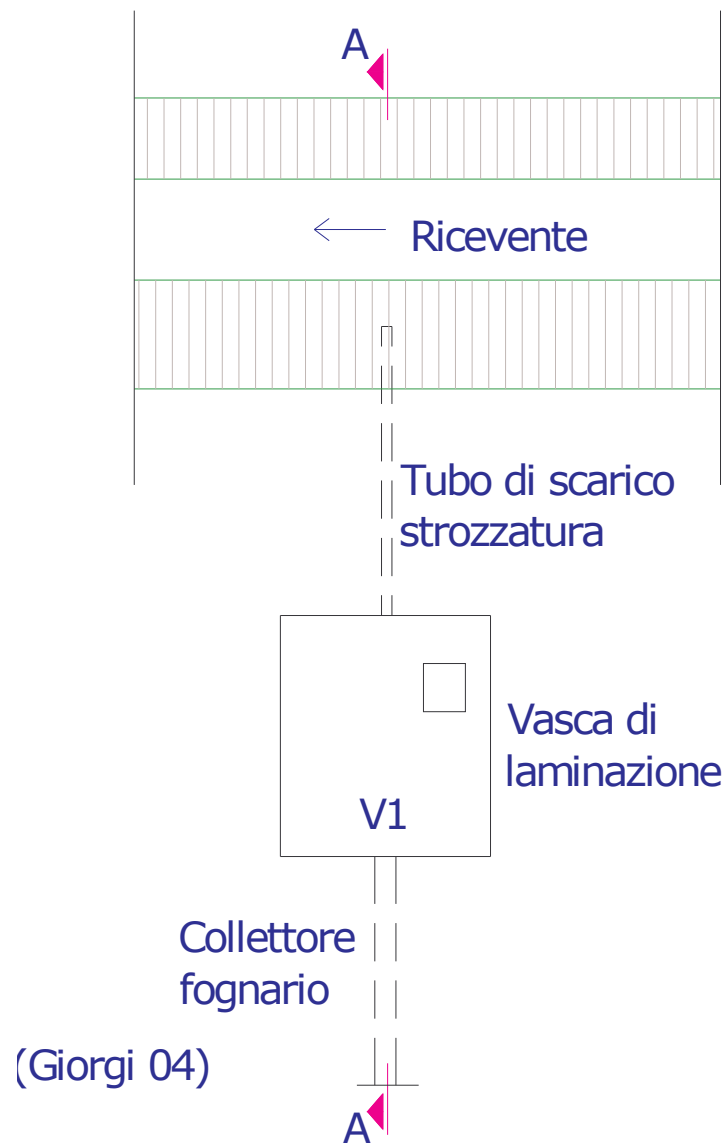 A
Ricevente
Tubo di scarico
strozzatura
Vasca di
laminazione
V1
Collettore
fognario
(Giorgi 04)
A